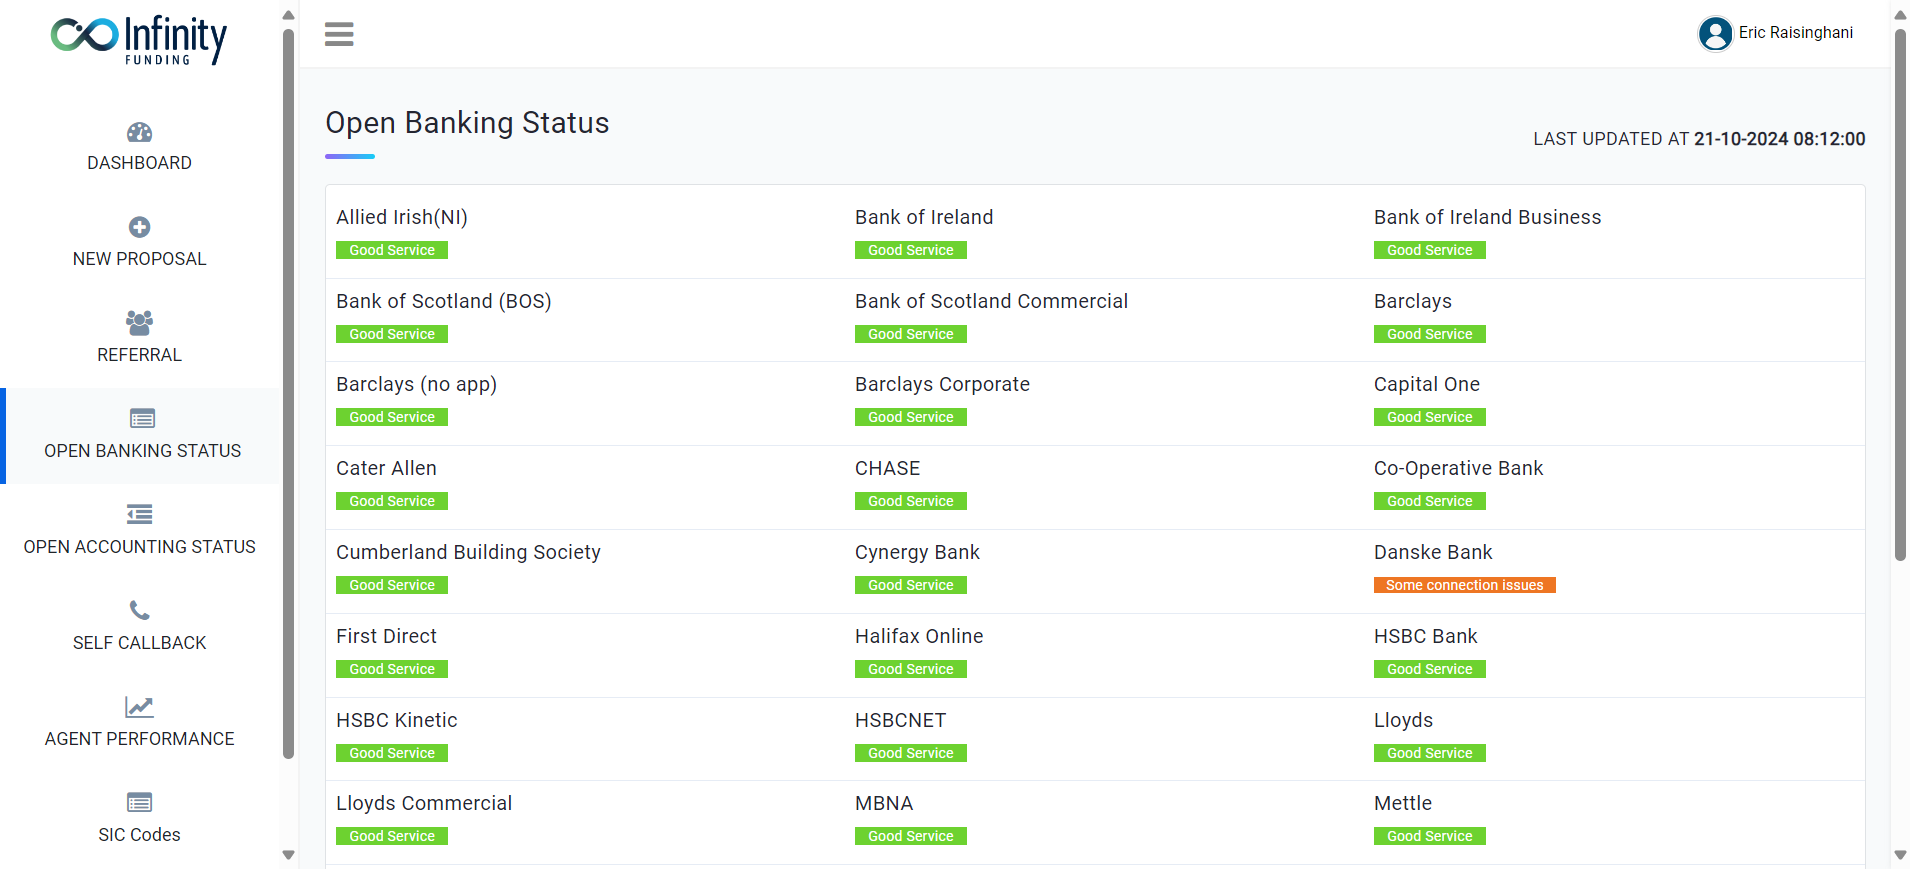 Infinity
FUNDING
Eric Raisinghani
DASHBOARD
NEW PROPOSAL
REFERRAL
OPEN BANKING STATUS
OPEN ACCOUNTING STATUS
SELF CALLBACK
AGENT PERFORMANCE
SIC Codes
Open Banking Status
LAST UPDATED AT 21-10-2024 08:12:00
Allied Irish(NI)
Good Service
Bank of Ireland
Good Service
Bank of Ireland Business
Good Service
Bank of Scotland (BOS)
Good Service
Bank of Scotland Commercial
Good Service
Barclays
Good Service
Barclays (no app)
Good Service
Barclays Corporate
Good Service
Capital One
Good Service
Cater Allen
Good Service
CHASE
Good Service
Co-Operative Bank
Good Service
Cumberland Building Society
Good Service
Cynergy Bank
Good Service
Danske Bank
Some connection issues
First Direct
Good Service
Halifax Online
Good Service
HSBC Bank
Good Service
HSBC Kinetic
Good Service
HSBCNET
Good Service
Lloyds
Good Service
Lloyds Commercial
Good Service
MBNA
Good Service
Mettle
Good Service